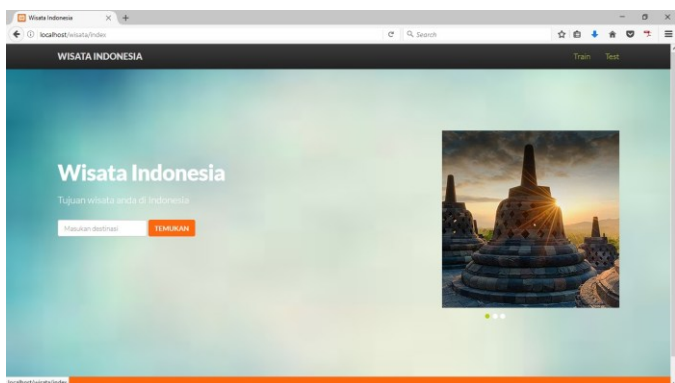 Wisata Indonesia
localhost/wisata/index
Search
WISATA INDONESIA
Train Test
Wisata Indonesia
Tujuan wisata anda di Indonesia
Masukan destinasi
TEMUKAN
localhost/wisata/index